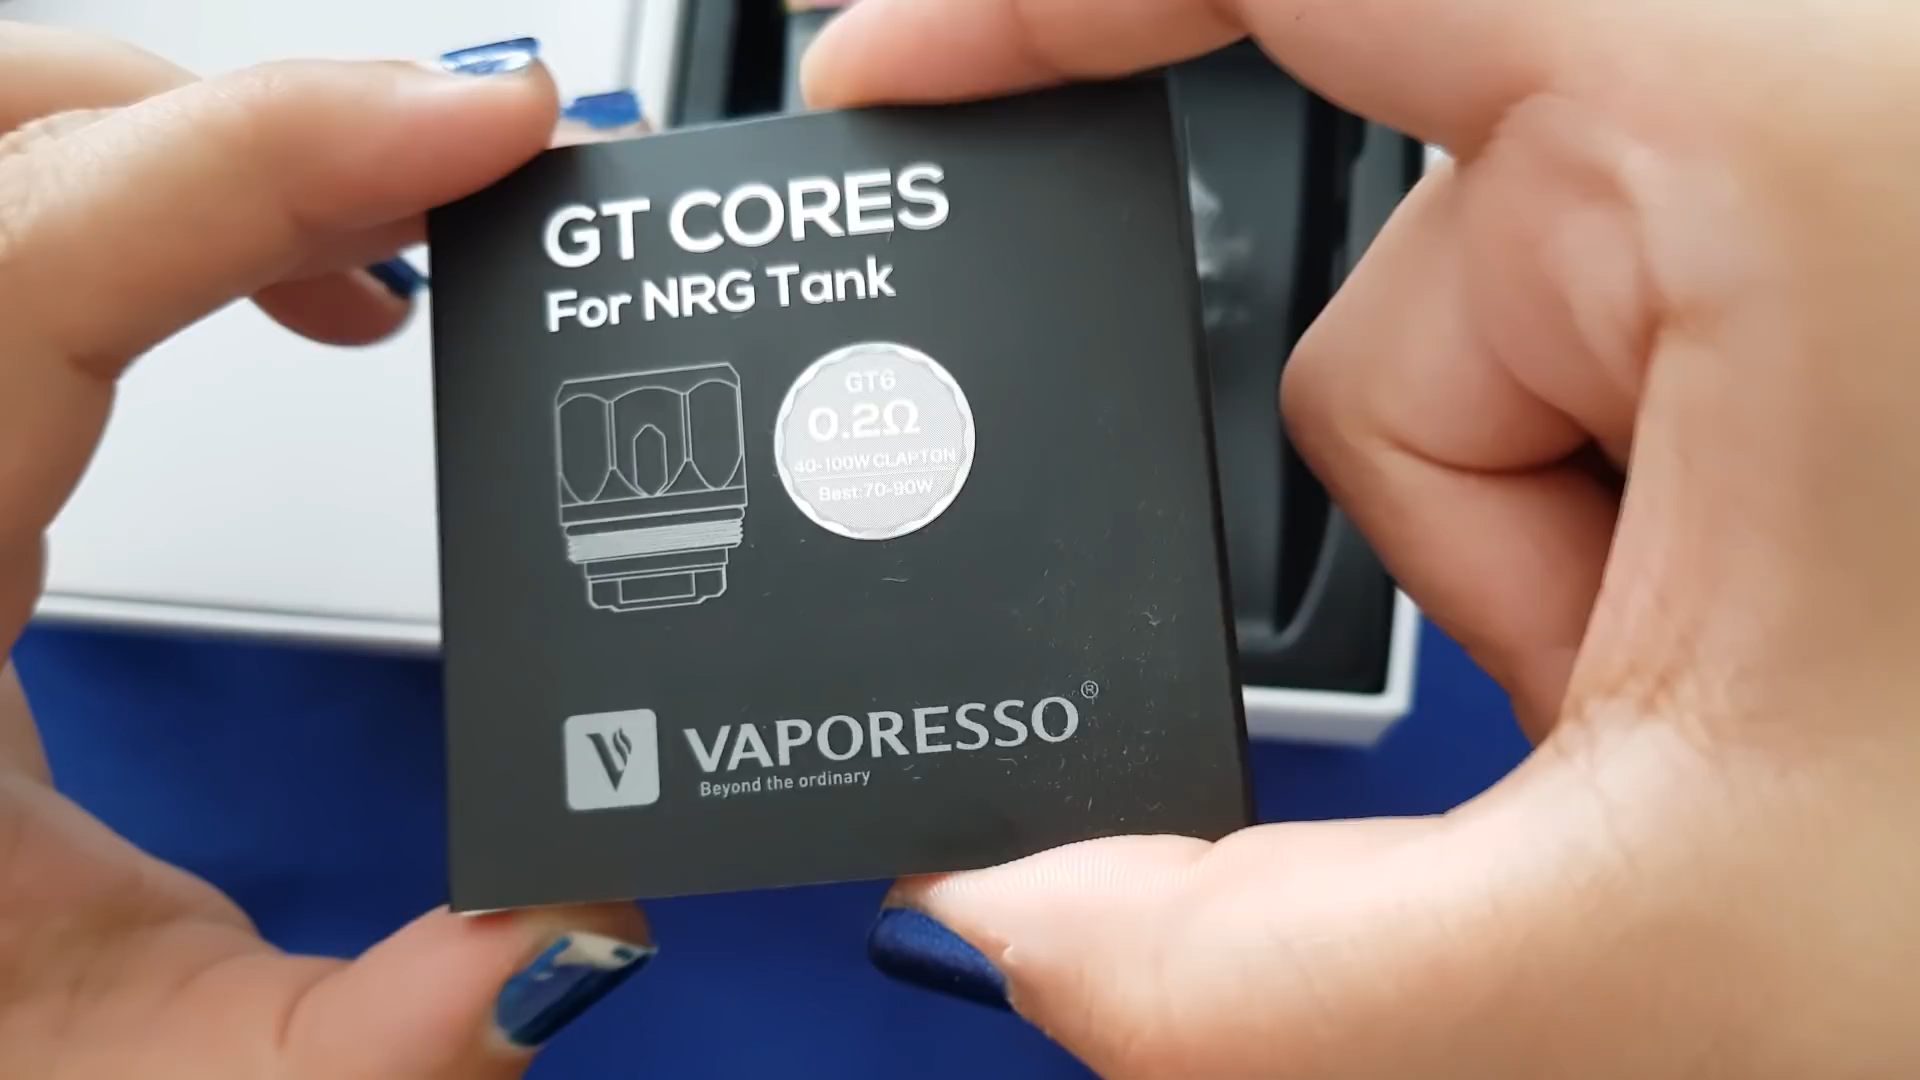 GT CORES
For NRG Tank
GT6
0.2Ω
40-100W CLAPTON
Best:70-90W
VAPORESSO®
Beyond the ordinary